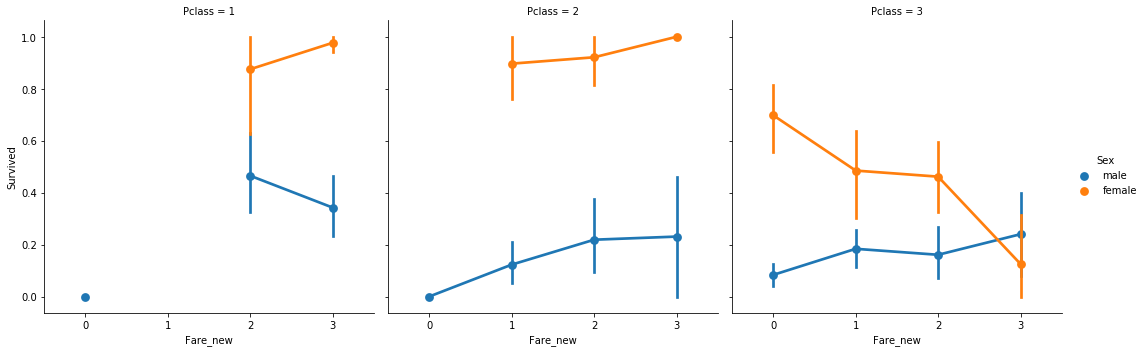 Pclass = 1
Pclass = 2
Pclass = 3
1.0
0.8
0.6
0.4
0.2
0.0
Survived
0 1 2 3
0 1 2 3
0 1 2 3
Fare_new
Fare_new
Fare_new
Sex
male
female